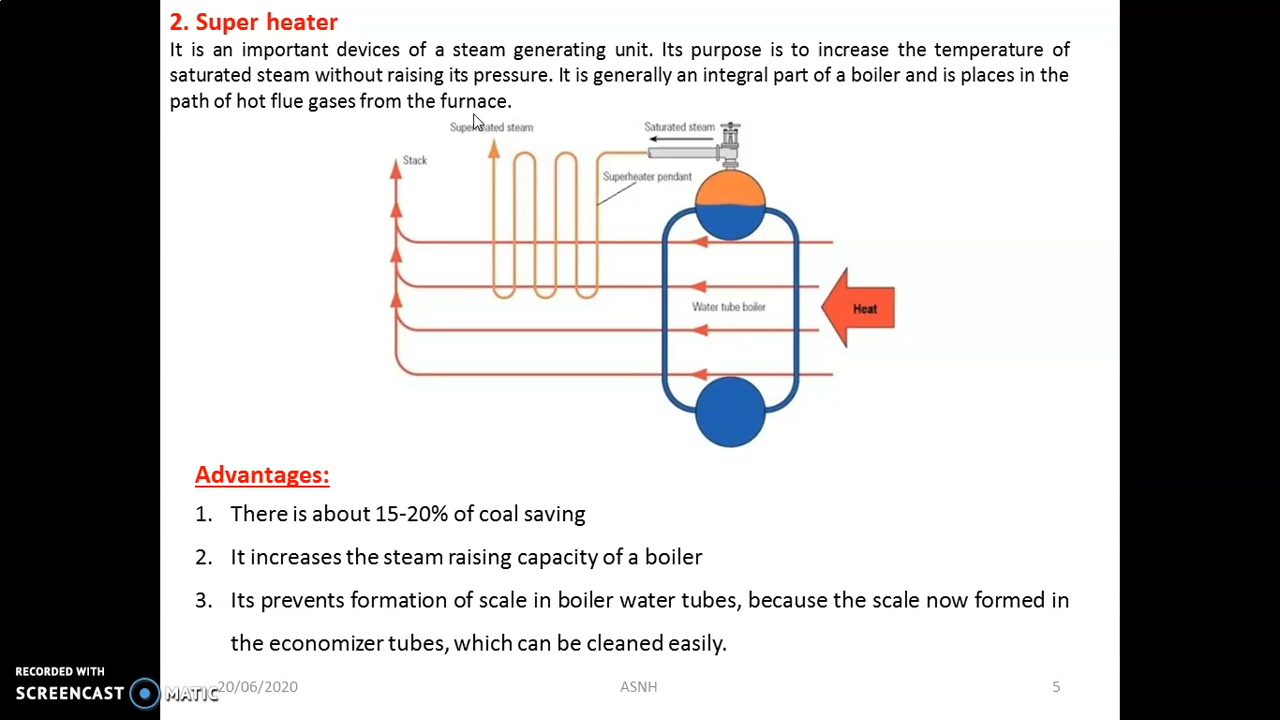 2. Super heater
It is an important devices of a steam generating unit. Its purpose is to increase the temperature of
saturated steam without raising its pressure. It is generally an integral part of a boiler and is places in the
path of hot flue gases from the furnace.
Superheated steam
Saturated steam
Stack
Superheater pendant
Water tube boiler
Heat
Advantages:
1. There is about 15-20% of coal saving
2. It increases the steam raising capacity of a boiler
3. Its prevents formation of scale in boiler water tubes, because the scale now formed in
the economizer tubes, which can be cleaned easily.
RECORDED WITH
SCREENCAST MATIC
20/06/2020
ASNH
5